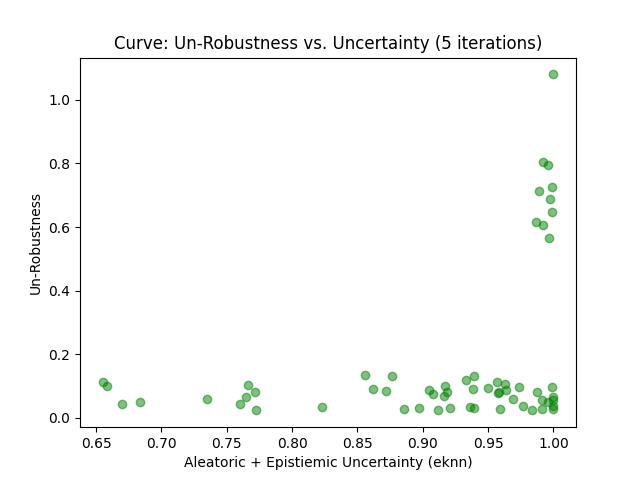 Curve: Un-Robustness vs. Uncertainty (5 iterations)
1.0
0.8
0.6
0.4
0.2
0.0
Un-Robustness
0.65 0.70 0.75 0.80 0.85 0.90 0.95 1.00
Aleatoric + Epistiemic Uncertainty (eknn)